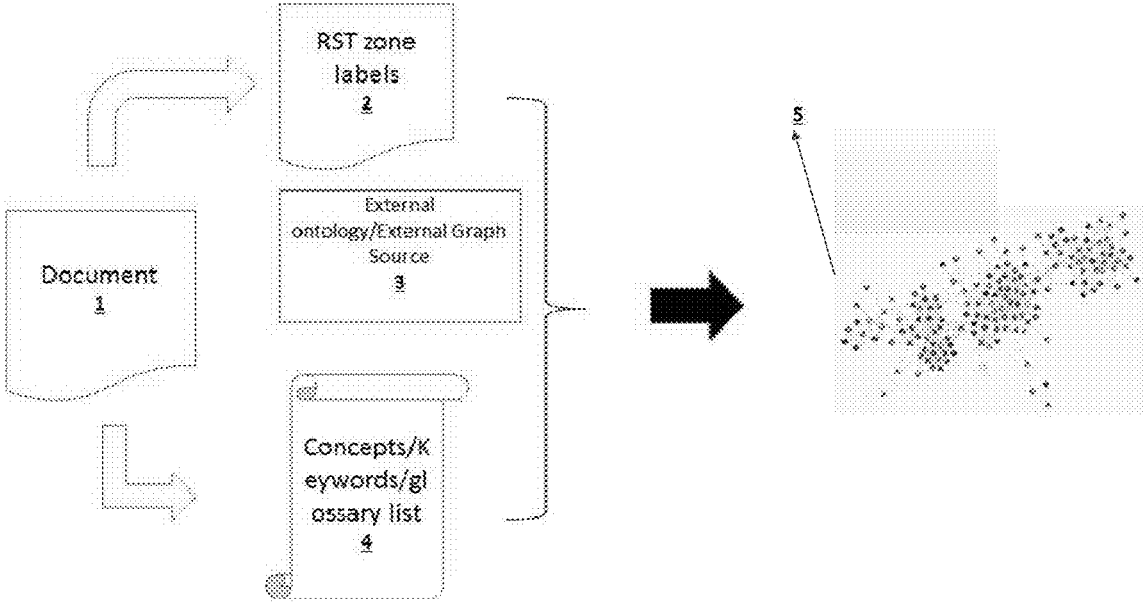 RST zone
labels
2
5
External
ontology/External Graph
Source
3
Document
1
Concepts/K
eywords/gl
ossary list
4